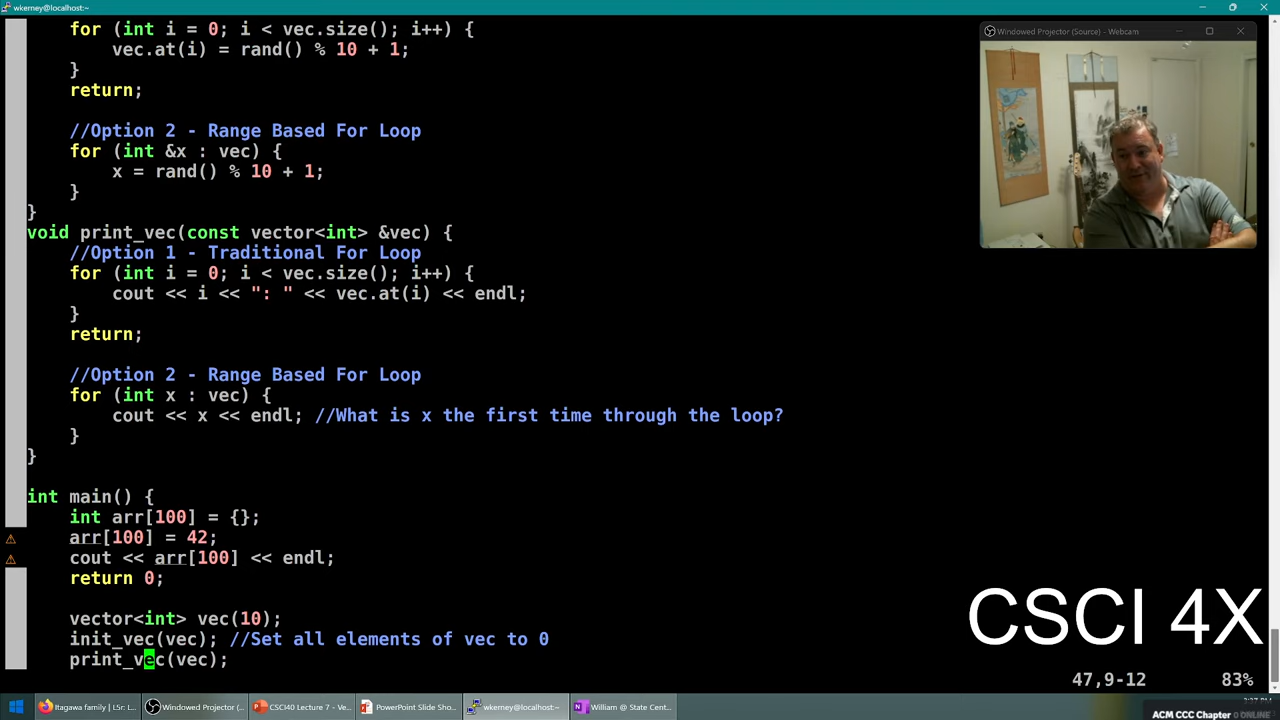 wkerney@localhost:~
for (int i = 0; i < vec.size(); i++) {
vec.at(i) = rand() % 10 + 1;
}
return;
//Option 2 - Range Based For Loop
for (int &x : vec) {
x = rand() % 10 + 1;
}
}
void print_vec(const vector<int> &vec) {
//Option 1 - Traditional For Loop
for (int i = 0; i < vec.size(); i++) {
cout << i << ": " << vec.at(i) << endl;
}
return;
//Option 2 - Range Based For Loop
for (int x : vec) {
cout << x << endl; //What is x the first time through the loop?
}
}
int main() {
int arr[100] = {};
arr[100] = 42;
cout << arr[100] << endl;
return 0;
vector<int> vec(10);
init_vec(vec); //Set all elements of vec to 0
print_vec(vec);
47,9-12 83%
Windowed Projector (Source) - Webcam
CSCI 4X
Itagawa family | L5r: L...
Windowed Projector (...
CSCI40 Lecture 7 - Ve...
PowerPoint Slide Sho...
wkerney@localhost:~
William @ State Cent...
ACM CCC Chapter 0 ONLINE